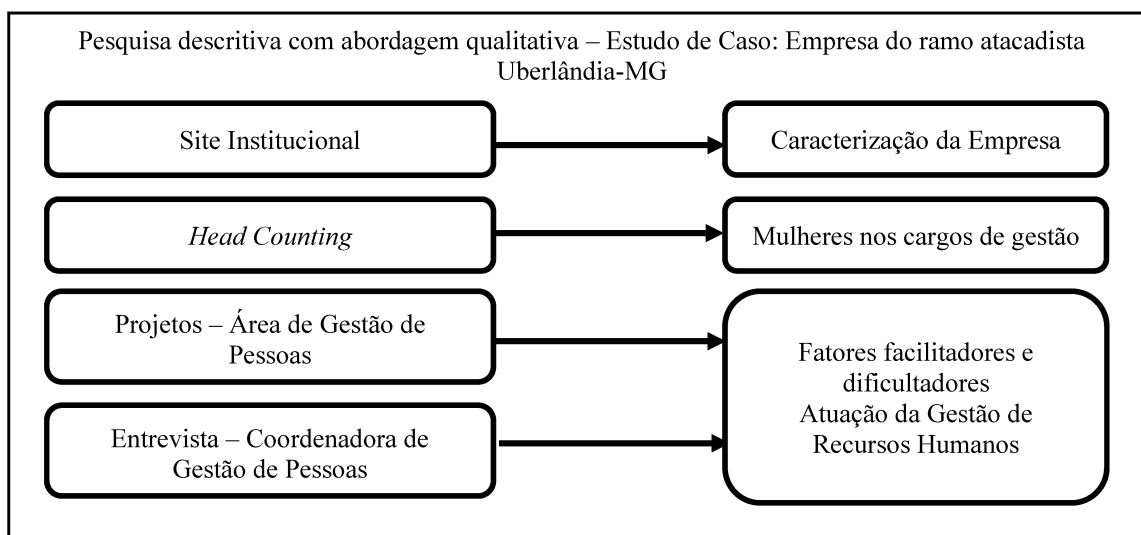 Pesquisa descritiva com abordagem qualitativa – Estudo de Caso: Empresa do ramo atacadista
Uberlândia-MG
Site Institucional
Caracterização da Empresa
Head Counting
Mulheres nos cargos de gestão
Projetos – Área de Gestão de
Pessoas
Entrevista – Coordenadora de
Gestão de Pessoas
Fatores facilitadores e
dificultadores
Atuação da Gestão de
Recursos Humanos